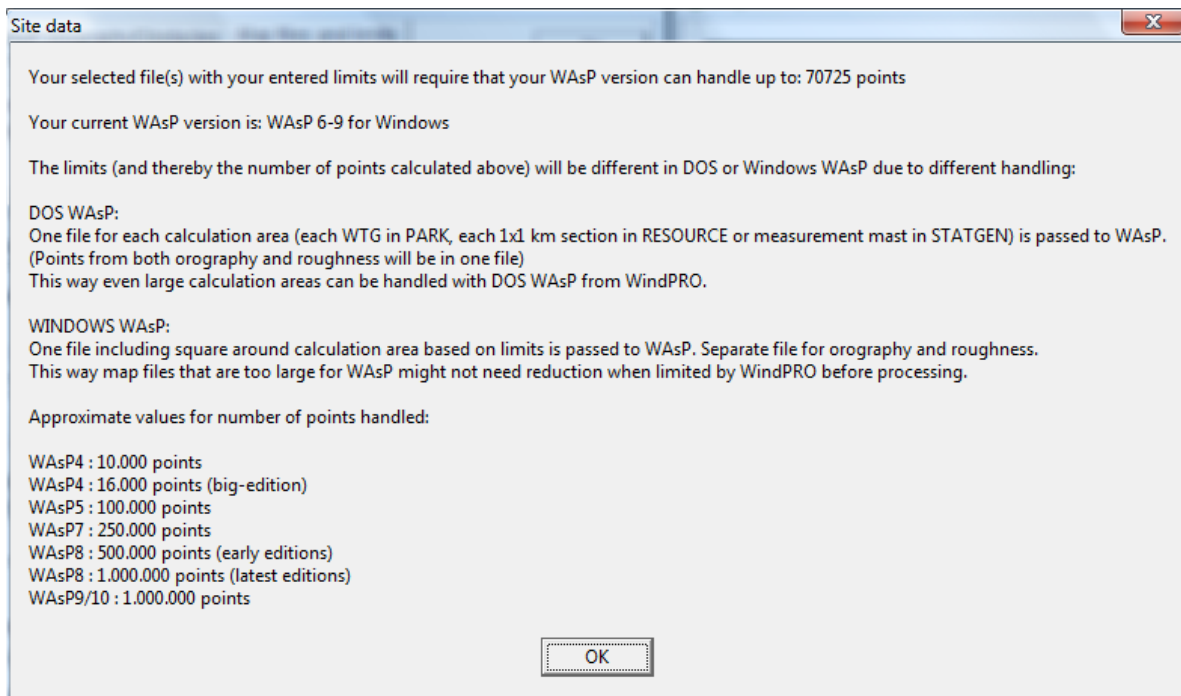 Site data
Your selected file(s) with your entered limits will require that your WAsP version can handle up to: 70725 points
Your current WAsP version is: WAsP 6-9 for Windows
The limits (and thereby the number of points calculated above) will be different in DOS or Windows WAsP due to different handling:
DOS WAsP:
One file for each calculation area (each WTG in PARK, each 1x1 km section in RESOURCE or measurement mast in STATGEN) is passed to WAsP.
(Points from both orography and roughness will be in one file)
This way even large calculation areas can be handled with DOS WAsP from WindPRO.
WINDOWS WAsP:
One file including square around calculation area based on limits is passed to WAsP. Separate file for orography and roughness.
This way map files that are too large for WAsP might not need reduction when limited by WindPRO before processing.
Approximate values for number of points handled:
WAsP4 : 10.000 points
WAsP4 : 16.000 points (big-edition)
WAsP5 : 100.000 points
WAsP7 : 250.000 points
WAsP8 : 500.000 points (early editions)
WAsP8 : 1.000.000 points (latest editions)
WAsP9/10 : 1.000.000 points
OK